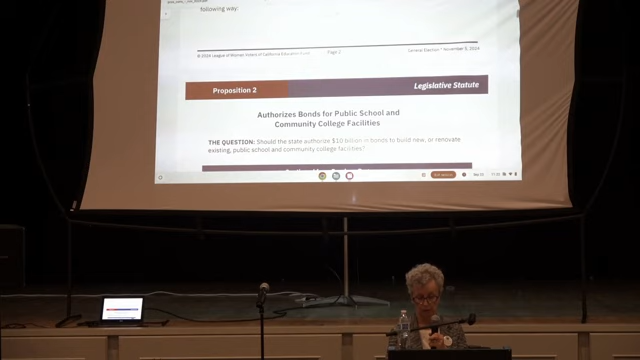 following way:
© 2024 League of Women Voters of California Education Fund
Page 2
General Election * November 5, 2024
Proposition 2
Legislative Statute
Authorizes Bonds for Public School and
Community College Facilities
THE QUESTION: Should the state authorize $10 billion in bonds to build new, or renovate
existing, public school and community college facilities?